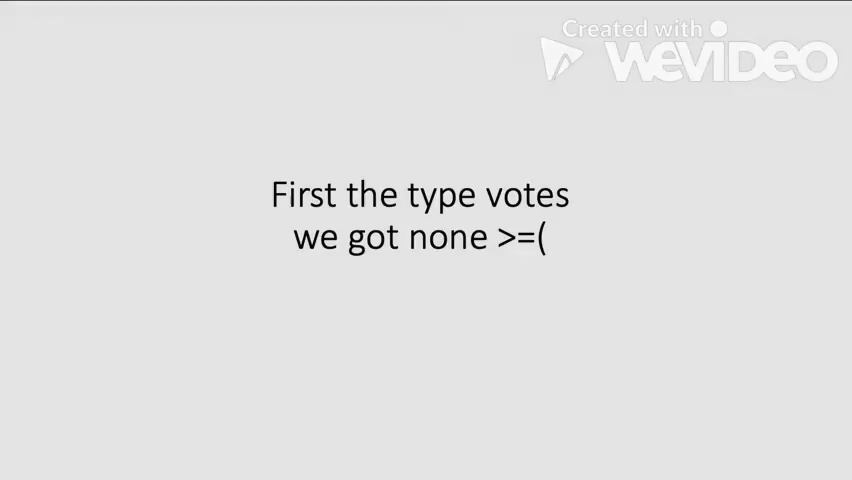 Created with
WeVideo
First the type votes
we got none >=(